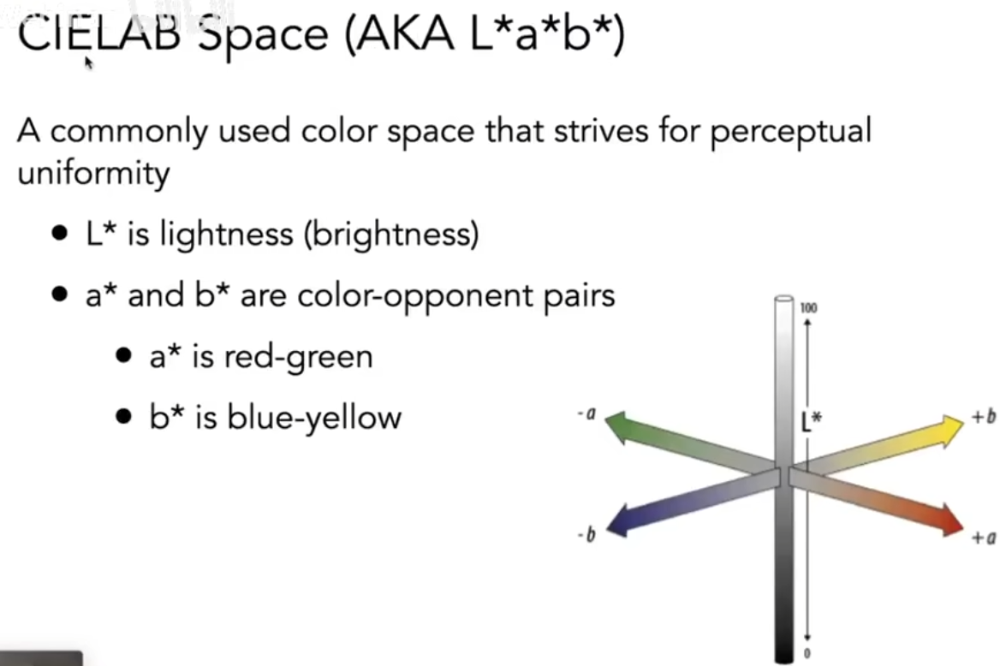 CIELAB Space (AKA L*a*b*)
A commonly used color space that strives for perceptual
uniformity
• L* is lightness (brightness)
• a* and b* are color-opponent pairs
• a* is red-green
• b* is blue-yellow
100
-a
L*
+b
-b
+a
0